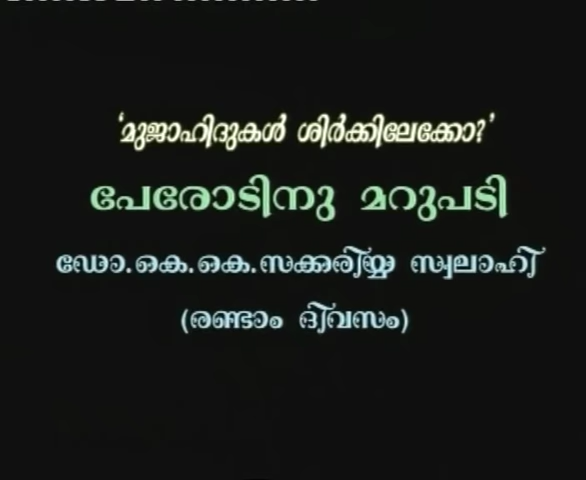 'മുജാഹിദുകൾ ശിർക്കിലേക്കോ?'
പേരോടിനു മറുപടി
ഡോ.കെ.കെ.സക്കരിയ്യ സ്വലാഹി
(രണ്ടാം ദിവസം)